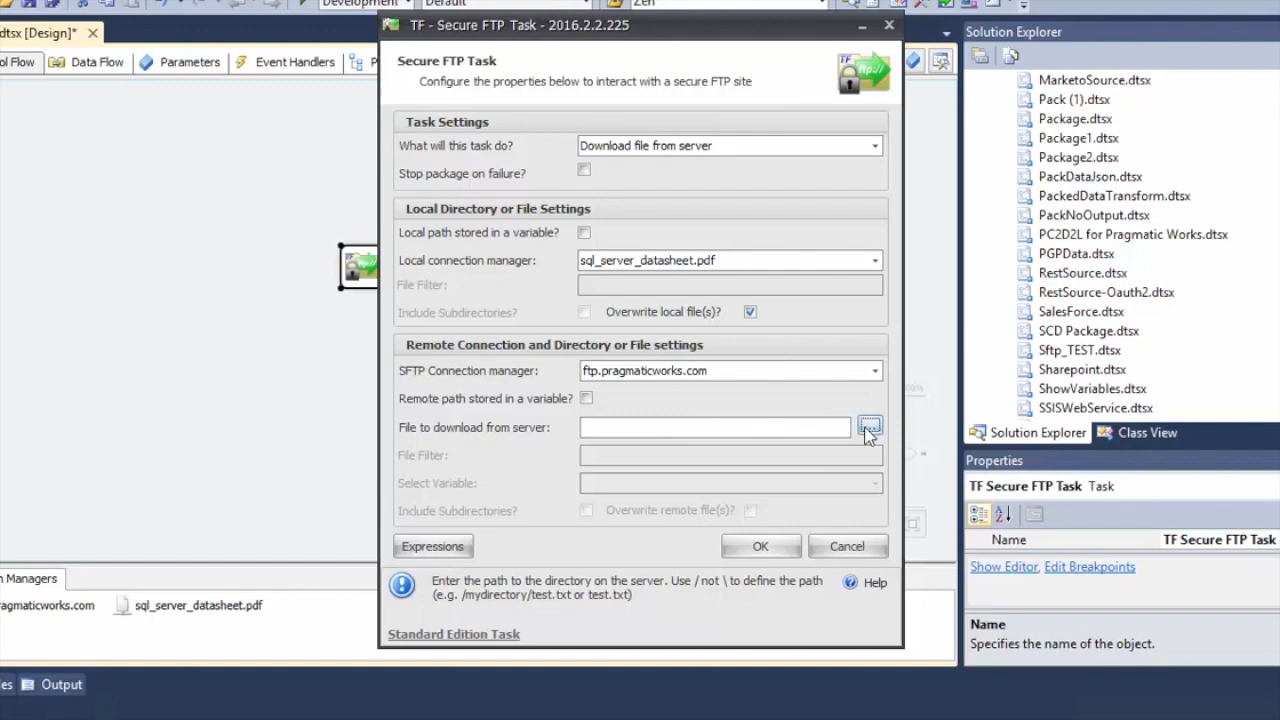 Development
Default
Zen
dtsx [Design]*
TF - Secure FTP Task - 2016.2.2.225
Solution Explorer
ol Flow
Data Flow
Parameters
Event Handlers
P
Secure FTP Task
Configure the properties below to interact with a secure FTP site
TF
ftp://
Task Settings
What will this task do?
Download file from server
Stop package on failure?
Local Directory or File Settings
Local path stored in a variable?
Local connection manager:
sql_server_datasheet.pdf
File Filter:
Include Subdirectories?
Overwrite local file(s)?
Remote Connection and Directory or File settings
SFTP Connection manager:
ftp.pragmaticworks.com
Remote path stored in a variable?
File to download from server:
...
File Filter:
Select Variable:
Include Subdirectories?
Overwrite remote file(s)?
Expressions
OK
Cancel
Enter the path to the directory on the server. Use / not \ to define the path
(e.g. /mydirectory/test.txt or test.txt)
Help
Standard Edition Task
MarketoSource.dtsx
Pack (1).dtsx
Package.dtsx
Package1.dtsx
Package2.dtsx
PackDataJson.dtsx
PackedDataTransform.dtsx
PackNoOutput.dtsx
PC2D2L for Pragmatic Works.dtsx
PGPData.dtsx
RestSource.dtsx
RestSource-Oauth2.dtsx
SalesForce.dtsx
SCD Package.dtsx
Sftp_TEST.dtsx
Sharepoint.dtsx
ShowVariables.dtsx
SSISWebService.dtsx
Solution Explorer
Class View
Properties
TF Secure FTP Task Task
Name
TF Secure FTP Task
Show Editor, Edit Breakpoints
Name
Specifies the name of the object.
n Managers
agmaticworks.com
sql_server_datasheet.pdf
es
Output